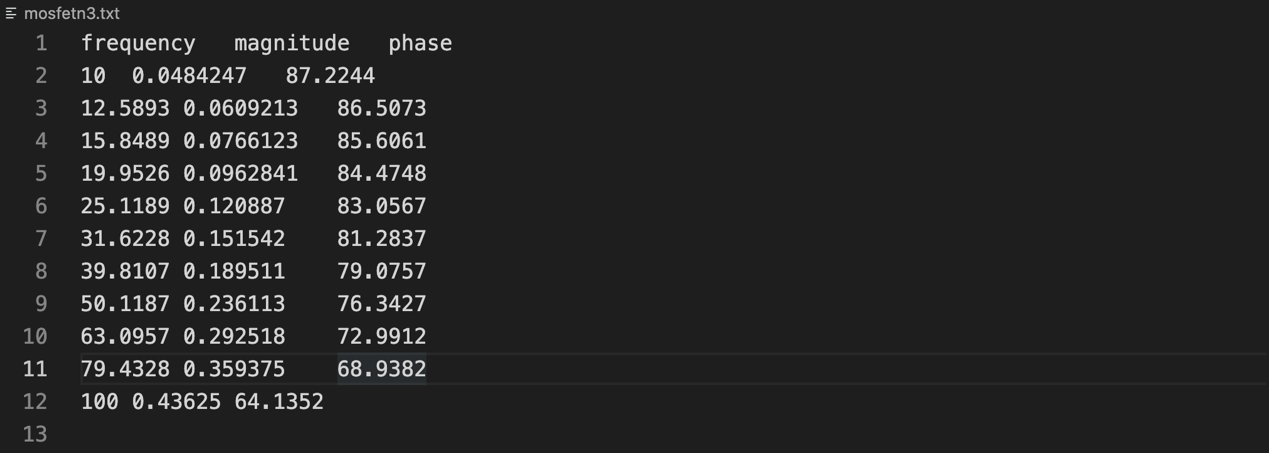 mosfetn3.txt
1 frequency magnitude phase
2 10 0.0484247 87.2244
3 12.5893 0.0609213 86.5073
4 15.8489 0.0766123 85.6061
5 19.9526 0.0962841 84.4748
6 25.1189 0.120887 83.0567
7 31.6228 0.151542 81.2837
8 39.8107 0.189511 79.0757
9 50.1187 0.236113 76.3427
10 63.0957 0.292518 72.9912
11 79.4328 0.359375 68.9382
12 100 0.43625 64.1352
13